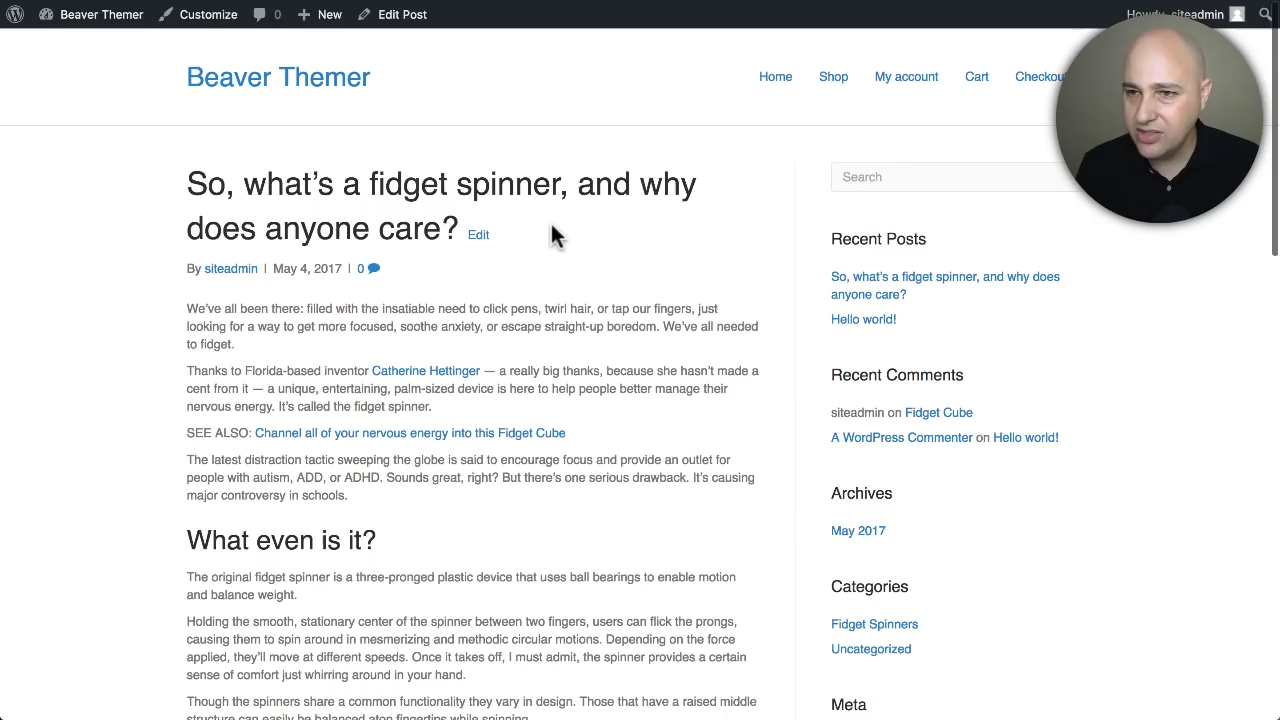 Beaver Themer Customize 0 New Edit Post Howdy, siteadmin
Beaver Themer
Home Shop My account Cart Checkout
So, what's a fidget spinner, and why
does anyone care? Edit
By siteadmin | May 4, 2017 | 0
We've all been there: filled with the insatiable need to click pens, twirl hair, or tap our fingers, just
looking for a way to get more focused, soothe anxiety, or escape straight-up boredom. We've all needed
to fidget.
Thanks to Florida-based inventor Catherine Hettinger — a really big thanks, because she hasn't made a
cent from it — a unique, entertaining, palm-sized device is here to help people better manage their
nervous energy. It's called the fidget spinner.
SEE ALSO: Channel all of your nervous energy into this Fidget Cube
The latest distraction tactic sweeping the globe is said to encourage focus and provide an outlet for
people with autism, ADD, or ADHD. Sounds great, right? But there's one serious drawback. It's causing
major controversy in schools.
What even is it?
The original fidget spinner is a three-pronged plastic device that uses ball bearings to enable motion
and balance weight.
Holding the smooth, stationary center of the spinner between two fingers, users can flick the prongs,
causing them to spin around in mesmerizing and methodic circular motions. Depending on the force
applied, they'll move at different speeds. Once it takes off, I must admit, the spinner provides a certain
sense of comfort just whirring around in your hand.
Though the spinners share a common functionality they vary in design. Those that have a raised middle
structure can easily be balanced atop fingertips while spinning.
Search
Recent Posts
So, what's a fidget spinner, and why does
anyone care?
Hello world!
Recent Comments
siteadmin on Fidget Cube
A WordPress Commenter on Hello world!
Archives
May 2017
Categories
Fidget Spinners
Uncategorized
Meta